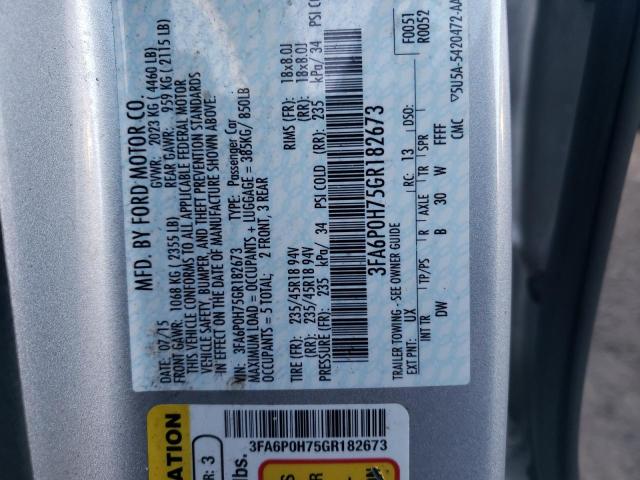 MFD. BY FORD MOTOR CO.
DATE: 07/15 GVWR: 2023 KG ( 4460 LB)
FRONT GAWR: 1068 KG ( 2355 LB) REAR GAWR: 959 KG ( 2115 LB)
VEHICLE CONFORMS TO ALL APPLICABLE FEDERAL MOTOR
VEHICLE SAFETY, BUMPER, AND THEFT PREVENTION STANDARDS
IN EFFECT ON THE DATE OF MANUFACTURE SHOWN ABOVE.
VIN: 3FA6P0H75GR182673 TYPE: Passenger Car
MAXIMUM LOAD = OCCUPANTS + LUGGAGE = 385KG/ 850LB
OCCUPANTS = 5 TOTAL: 2 FRONT, 3 REAR
TIRE (FR): 235/45R18 94V RIMS (FR): 18x8.0J
TIRE (RR): 235/45R18 94V (RR): 18x8.0J
PRESSURE (FR): 235 kPa/ 34 PSI COLD (RR): 235 kPa/ 34 PSI CO
3FA6P0H75GR182673
F0051
R0052
TRAILER TOWING - SEE OWNER GUIDE
EXT PNT: UX RC: 13 DSO:
INT TR TP/PS R AXLE TR SPR
DW B 30 W FFFF
CMC 5U5A-5420472-AA
ATION
R: 3
lbs.
3FA6P0H75GR182673